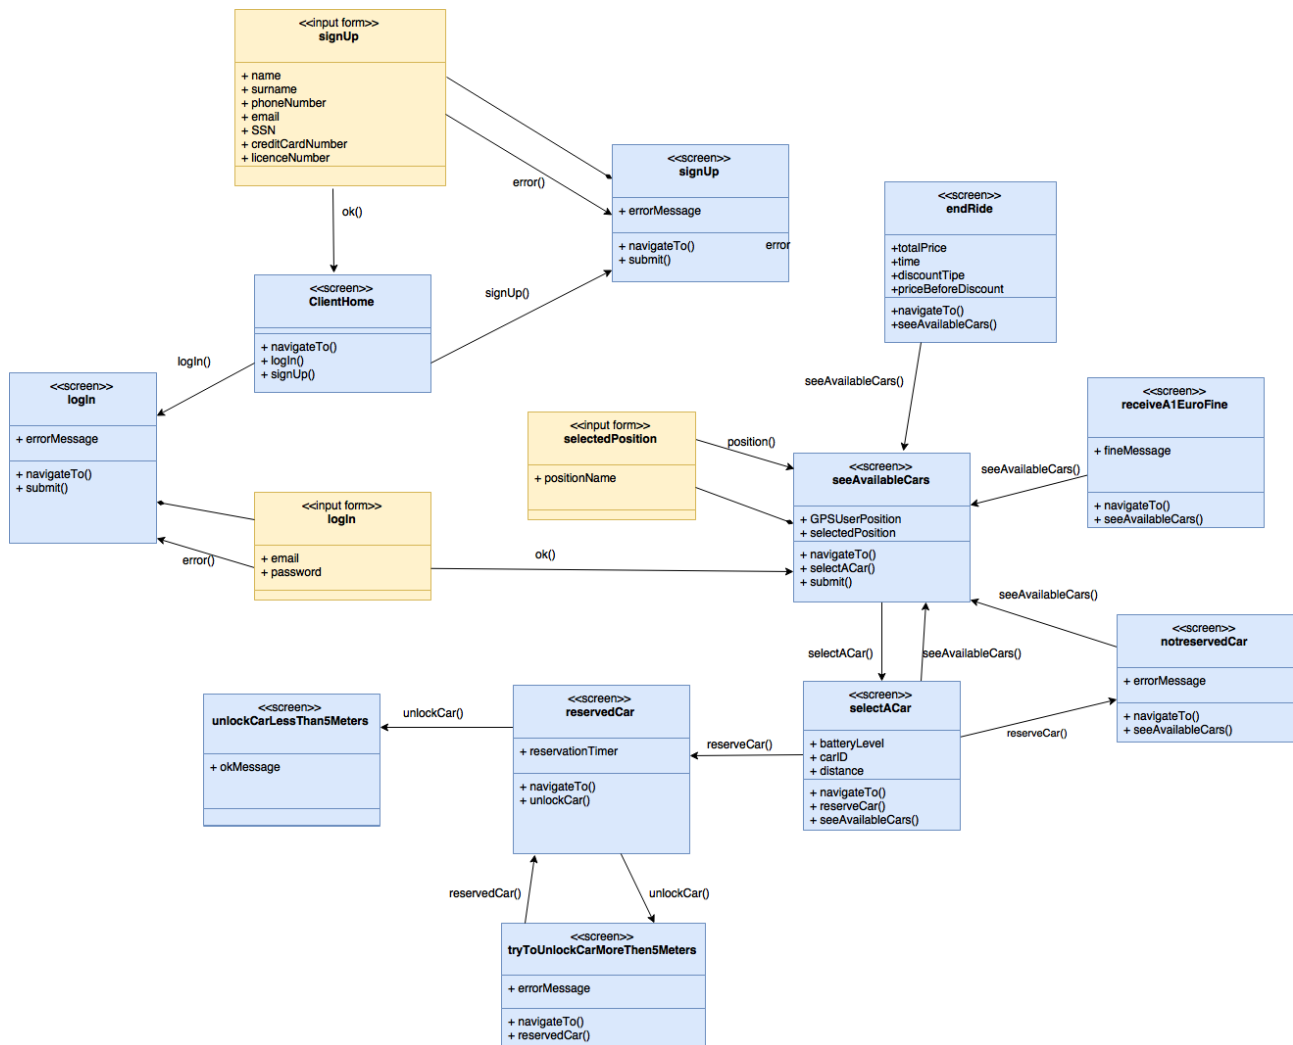 <<input form>>
signUp
+ name
+ surname
+ phoneNumber
+ email
+ SSN
+ creditCardNumber
+ licenceNumber
error()
ok()
<<screen>>
signUp
+ errorMessage
+ navigateTo()
error
+ submit()
<<screen>>
endRide
+totalPrice
+time
+discountTipe
+priceBeforeDiscount
+navigateTo()
+seeAvailableCars()
<<screen>>
ClientHome
+ navigateTo()
+ logIn()
+ signUp()
signUp()
logIn()
seeAvailableCars()
<<screen>>
logIn
+ errorMessage
+ navigateTo()
+ submit()
<<screen>>
receiveA1EuroFine
+ fineMessage
+ navigateTo()
+ seeAvailableCars()
<<input form>>
selectedPosition
+ positionName
position()
<<screen>>
seeAvailableCars
+ GPSUserPosition
+ selectedPosition
+ navigateTo()
+ selectACar()
+ submit()
seeAvailableCars()
<<input form>>
logIn
+ email
+ password
error()
ok()
seeAvailableCars()
<<screen>>
notreservedCar
+ errorMessage
+ navigateTo()
+ seeAvailableCars()
selectACar()
seeAvailableCars()
<<screen>>
unlockCarLessThan5Meters
+ okMessage
unlockCar()
<<screen>>
reservedCar
+ reservationTimer
+ navigateTo()
+ unlockCar()
reserveCar()
<<screen>>
selectACar
+ batteryLevel
+ carID
+ distance
+ navigateTo()
+ reserveCar()
+ seeAvailableCars()
reserveCar()
reservedCar()
unlockCar()
<<screen>>
tryToUnlockCarMoreThen5Meters
+ errorMessage
+ navigateTo()
+ reservedCar()